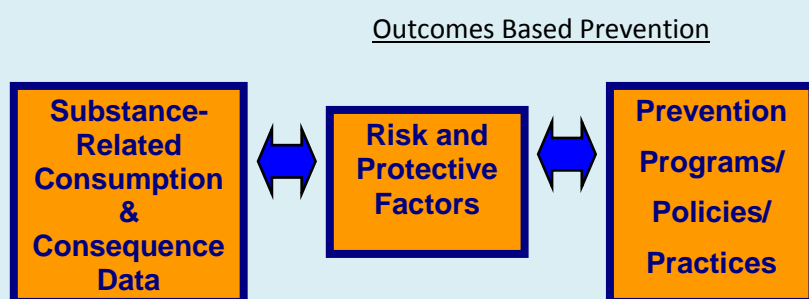 Outcomes Based Prevention
Substance-
Related
Consumption
&
Consequence
Data
Risk and
Protective
Factors
Prevention
Programs/
Policies/
Practices